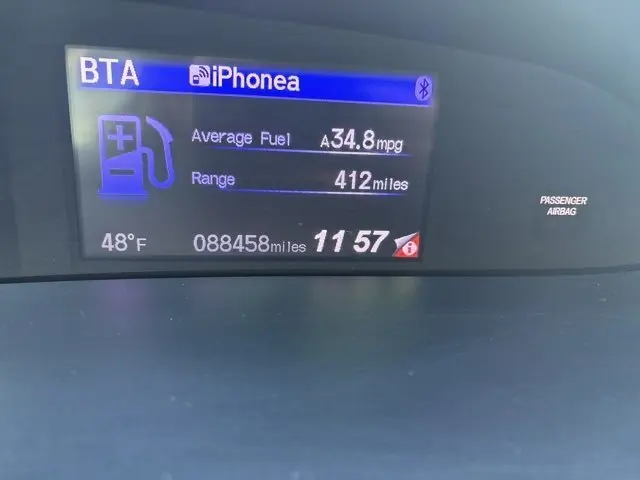 BTA iPhonea
Average Fuel A34.8mpg
Range 412miles
48°F 088458miles 11 57
PASSENGER
AIRBAG